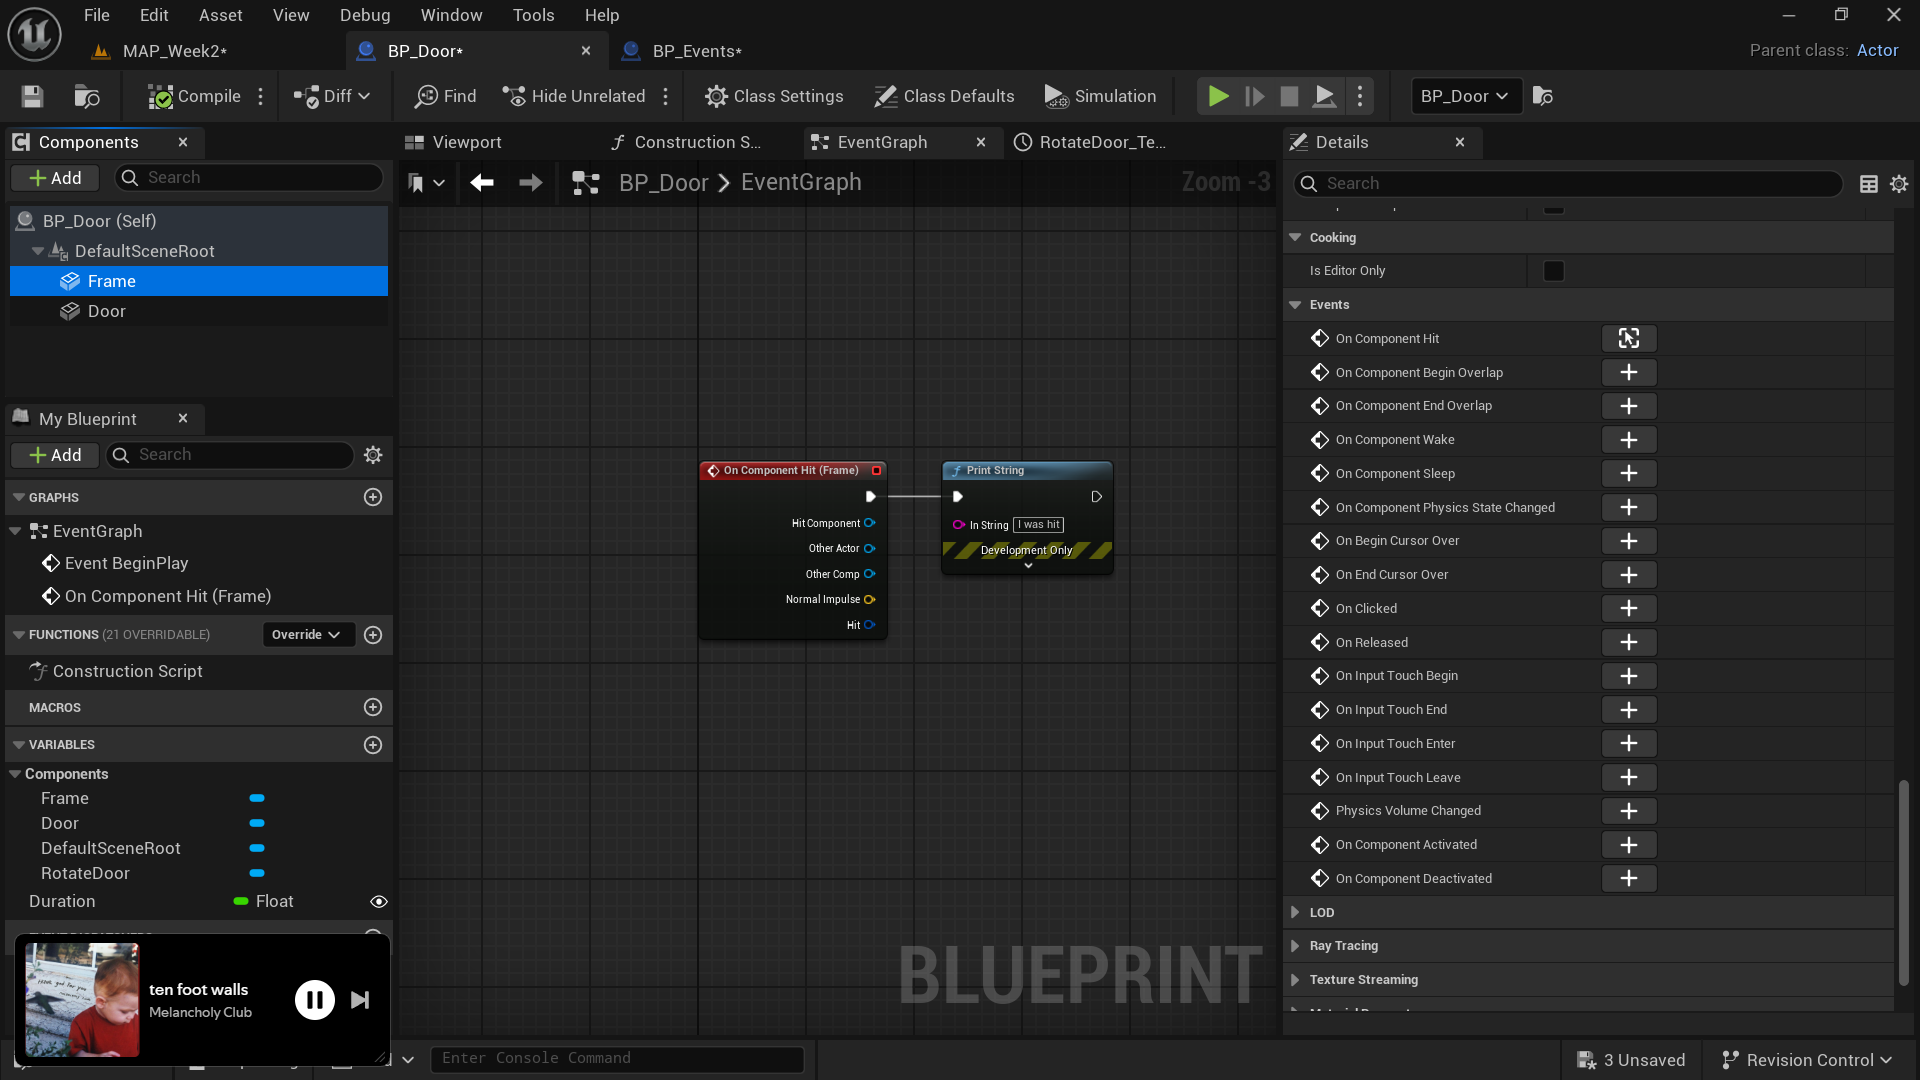 File Edit Asset View Debug Window Tools Help
MAP_Week2* BP_Door* BP_Events* Parent class: Actor
Compile Diff Find Hide Unrelated Class Settings Class Defaults Simulation BP_Door
Components Viewport Construction S... EventGraph RotateDoor_Te... Details
Add Search BP_Door EventGraph Zoom -3 Search
BP_Door (Self)
DefaultSceneRoot
Frame
Door
My Blueprint
Add Search
GRAPHS
EventGraph
Event BeginPlay
On Component Hit (Frame)
FUNCTIONS (21 OVERRIDABLE) Override
Construction Script
MACROS
VARIABLES
Components
Frame
Door
DefaultSceneRoot
RotateDoor
Duration Float
ten foot walls
Melancholy Club
On Component Hit (Frame)
Hit Component
Other Actor
Other Comp
Normal Impulse
Hit
Print String
In String I was hit
Development Only
BLUEPRINT
Cooking
Is Editor Only
Events
On Component Hit
On Component Begin Overlap
On Component End Overlap
On Component Wake
On Component Sleep
On Component Physics State Changed
On Begin Cursor Over
On End Cursor Over
On Clicked
On Released
On Input Touch Begin
On Input Touch End
On Input Touch Enter
On Input Touch Leave
Physics Volume Changed
On Component Activated
On Component Deactivated
LOD
Ray Tracing
Texture Streaming
Enter Console Command
3 Unsaved Revision Control